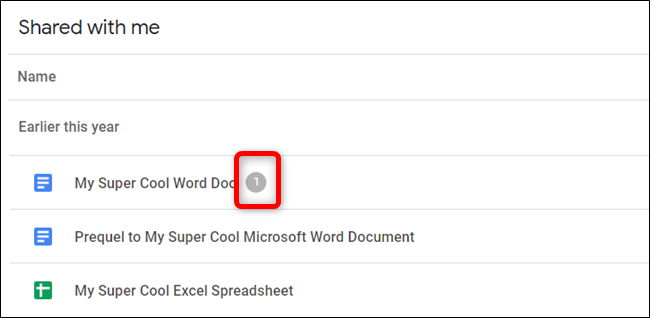 Shared with me
Name
Earlier this year
My Super Cool Word Doc 1
Prequel to My Super Cool Microsoft Word Document
My Super Cool Excel Spreadsheet